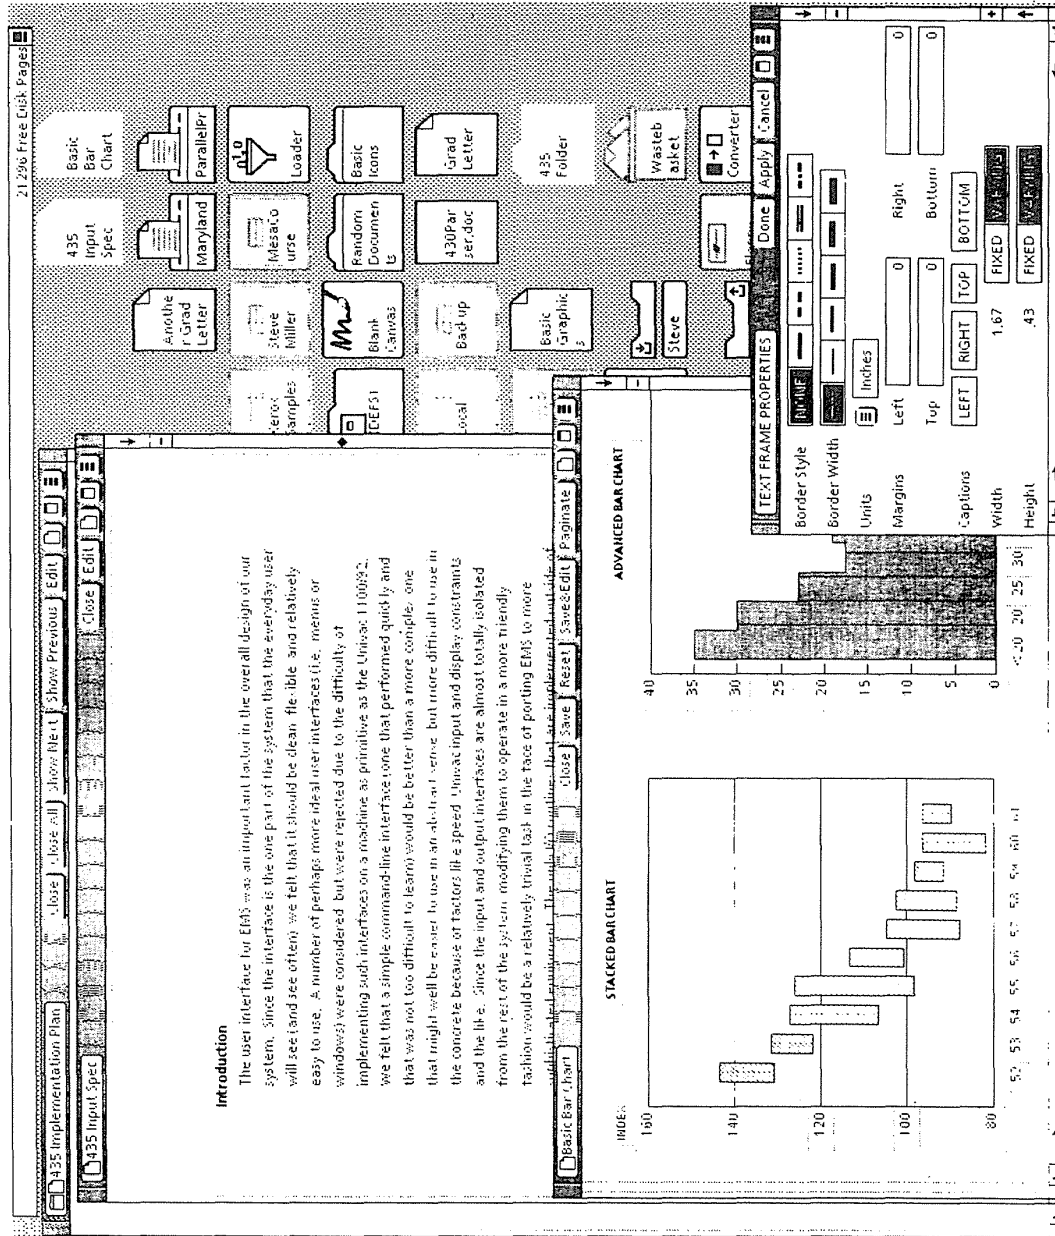 21296 Free Disk Pages
435 Implementation Plan
Close Close All Show Next Show Previous Edit
435 Input Spec
Close Edit
Introduction
The user interface for EMS was an important factor in the overall design of our
system. Since the interface is the one part of the system that the everyday user
will see (and see often) we felt that it should be clean flexible and relatively
easy to use. A number of perhaps more ideal user interfaces (i.e. menus or
windows) were considered but were rejected due to the difficulty of
implementing such interfaces on a machine as primitive as the Univac 1100/92.
We felt that a simple command-line interface (one that performed quickly and
that was not too difficult to learn) would be better than a more complex one
that might well be easier to use in an abstract sense but more difficult to use in
the concrete because of factors like speed Univac input and display constraints
and the like. Since the input and output interfaces are almost totally isolated
from the rest of the system modifying them to operate in a more friendly
fashion would be a relatively trivial task in the face of porting EMS to more
435
Input
Spec
Basic
Bar
Chart
Anothe
r Grad
Letter
Maryland
ParallelPr
Xerox
Samples
Steve
Miller
MesaCo
urse
Loader
Blank
Canvas
Random
Documen
ts
Basic
Icons
Local
Backup
430Par
ser.doc
Grad
Letter
Basic
Graphic
s
435
Folder
Steve
Wasteb
asket
Converter
Basic Bar Chart
Close Save Reset Save&Edit Paginate
STACKED BAR CHART
INDEX
160
140
120
100
80
52 53 54 55 56 57 58 59 60 61
ADVANCED BAR CHART
40
35
30
25
20
15
10
5
0
<20 20 25 30
TEXT FRAME PROPERTIES
Done Apply Cancel
Border Style NONE
Border Width
Units Inches
Margins Left 0 Right 0
Top 0 Bottom 0
Captions LEFT RIGHT TOP BOTTOM
Width 1.67 FIXED VARYING
Height .43 FIXED VARYING